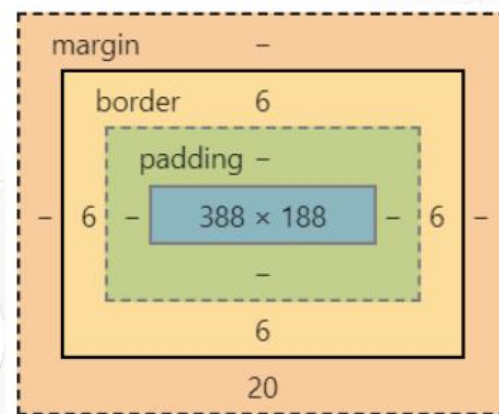 margin –
border 6
padding –
– 6 – 388 × 188 – 6 –
–
6
20